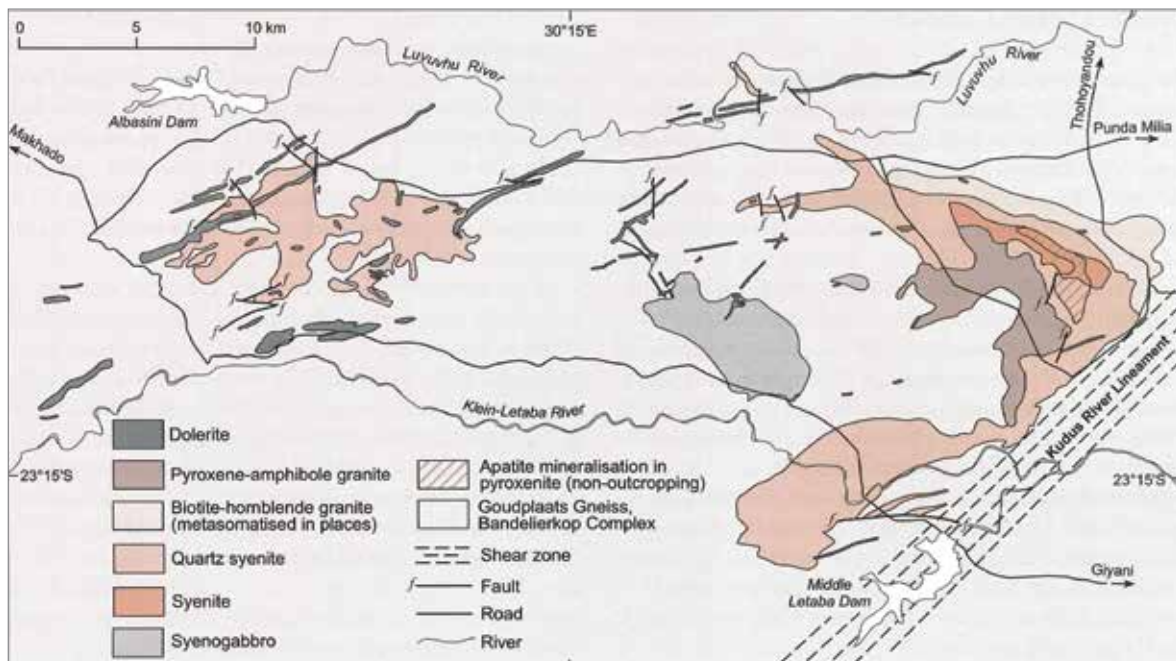 0 5 10 km
30°15'E
Luvuvhu River
Luvuvhu River
Thohoyandou
Albasini Dam
Makhado
Punda Milia
Klein-Letaba River
Kudus River Lineament
23°15'S
23°15'S
Dolerite
Pyroxene-amphibole granite
Biotite-hornblende granite
(metasomatised in places)
Quartz syenite
Syenite
Syenogabbro
Apatite mineralisation in
pyroxenite (non-outcropping)
Goudplaats Gneiss,
Bandelierkop Complex
Shear zone
f Fault
Road
River
Middle
Letaba Dam
Giyani